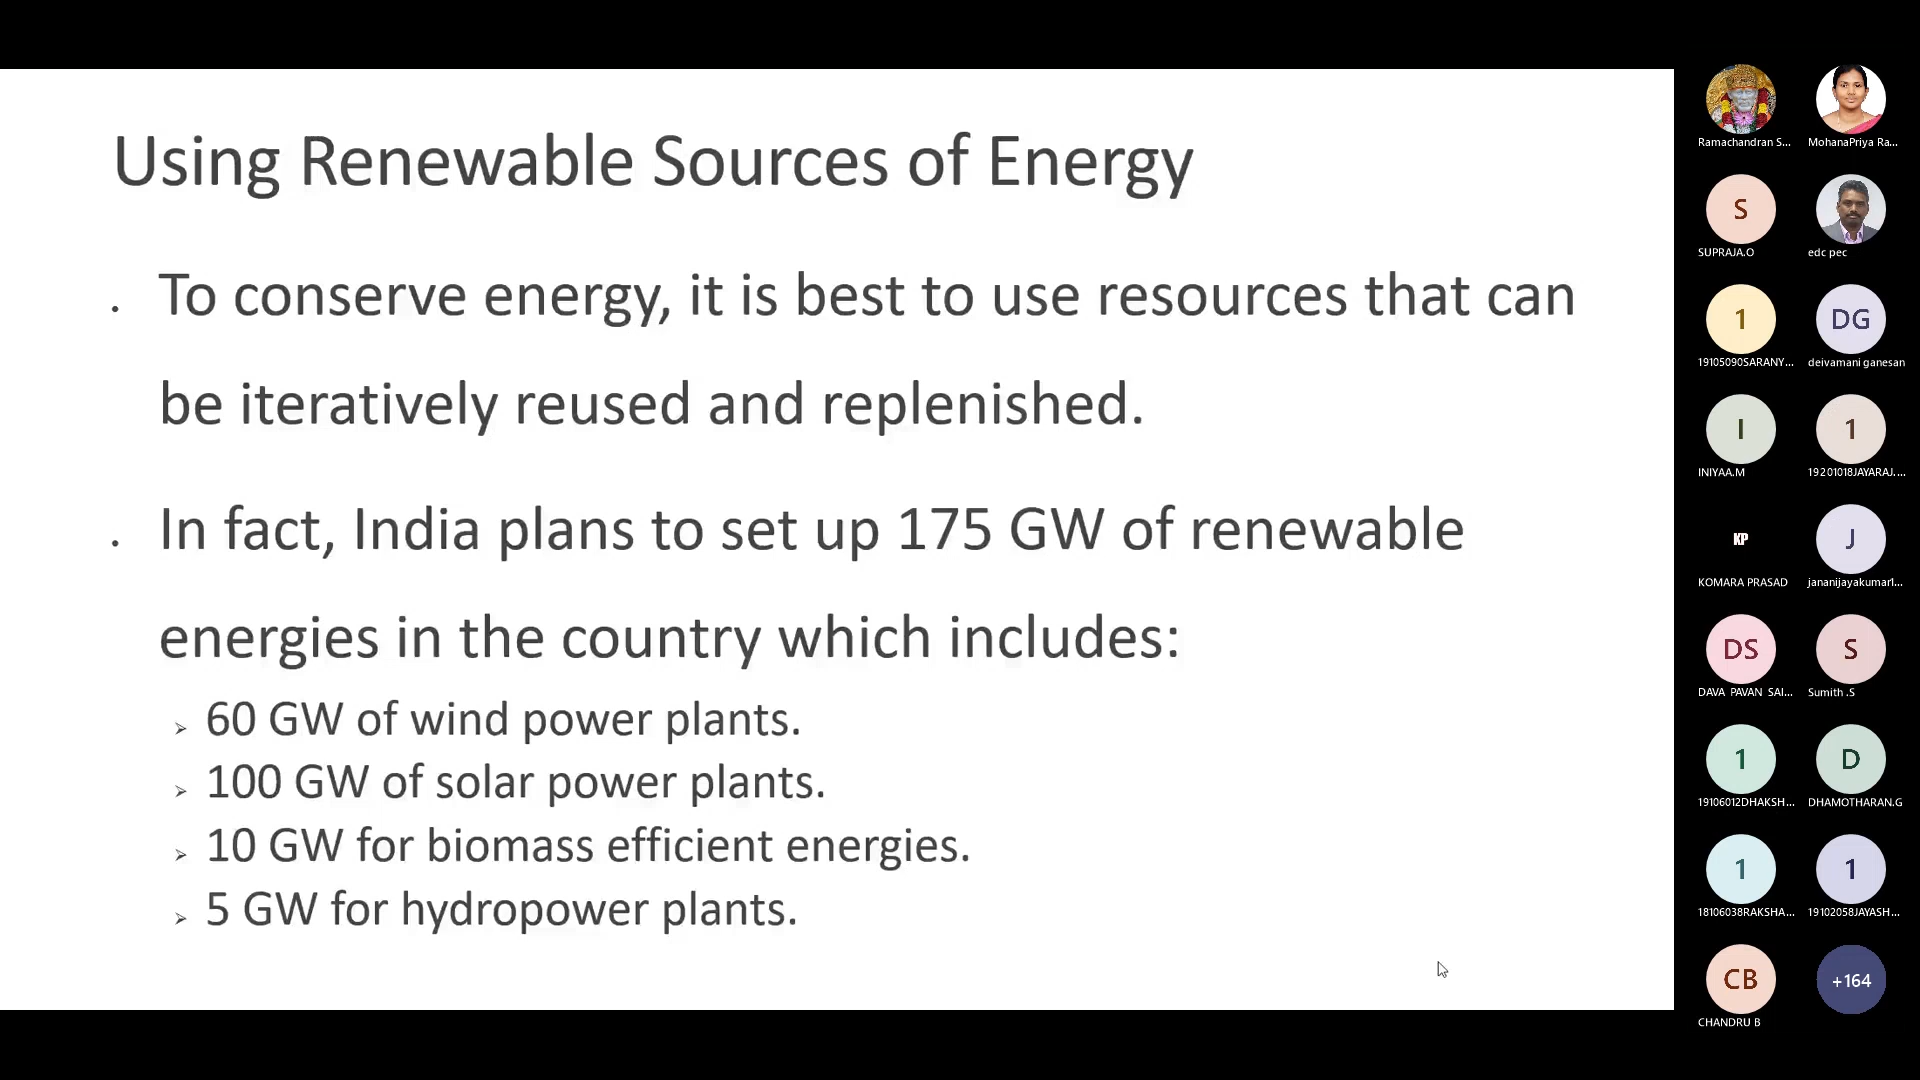 Using Renewable Sources of Energy
. To conserve energy, it is best to use resources that can
be iteratively reused and replenished.
. In fact, India plans to set up 175 GW of renewable
energies in the country which includes:
➢ 60 GW of wind power plants.
➢ 100 GW of solar power plants.
➢ 10 GW for biomass efficient energies.
➢ 5 GW for hydropower plants.
Ramachandran S...
MohanaPriya Ra...
S
SUPRAJA.O
edc pec
1
19105090SARANY...
DG
deivamani ganesan
I
INIYAA.M
1
19201018JAYARAJ....
KP
KOMARA PRASAD
J
jananijayakumarl...
DS
DAVA PAVAN SAI...
S
Sumith .S
1
19106012DHAKSH...
D
DHAMOTHARAN.G
1
18106038RAKSHA...
1
19102058JAYASH...
CB
CHANDRU B
+164